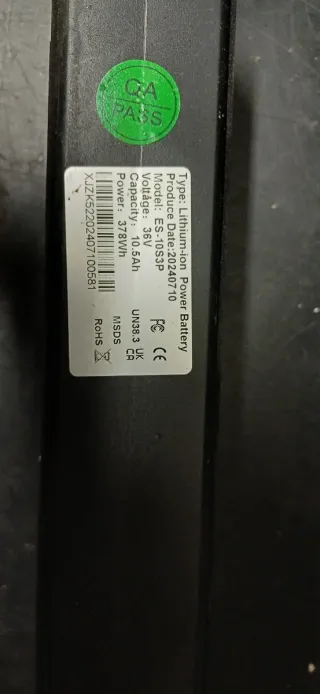 QA
PASS
Type: Lithium-ion Power Battery
Produce Date:20240710
Model: ES-10S3P
Voltage: 36V
Capacity: 10.5Ah
Power: 378Wh
XJZK52202407100581
FC CE
UN38.3 UK
CA
MSDS
RoHS